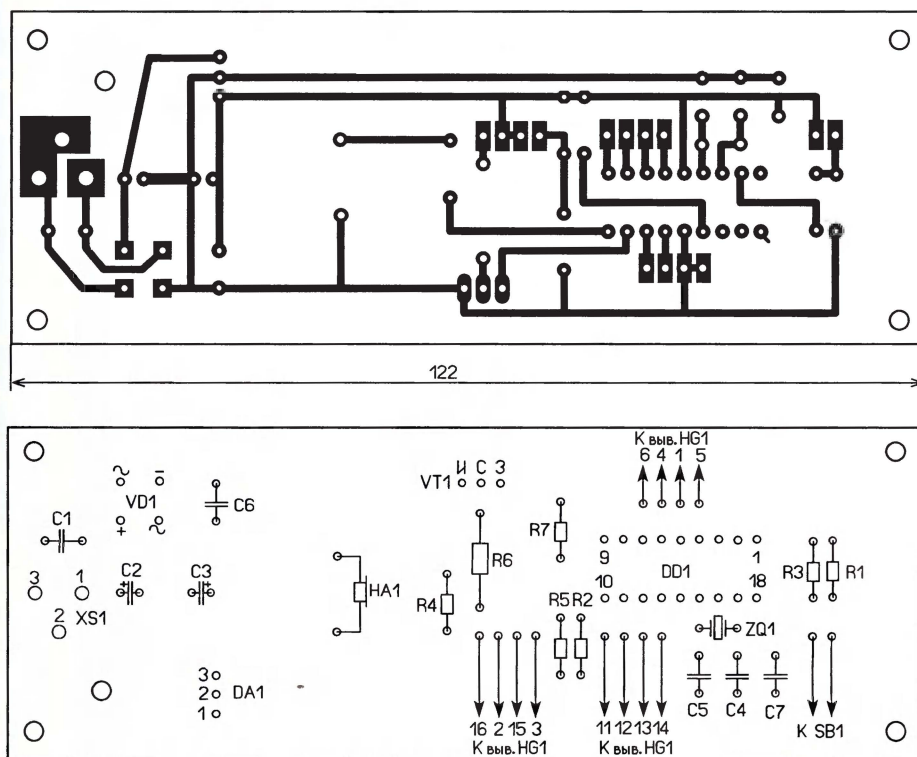 122
К выв. HG1
6 4 1 5
И С З
VT1
VD1
+
C6
C1
R7
9
1
R6
DD1
10
18
R3
R1
3
1
C2
C3
HA1
R4
2
XS1
R5 R2
ZQ1
3
2 DA1
1
C5 C4 C7
16 2 15 3
К выв. HG1
11 12 13 14
К выв. HG1
К SB1